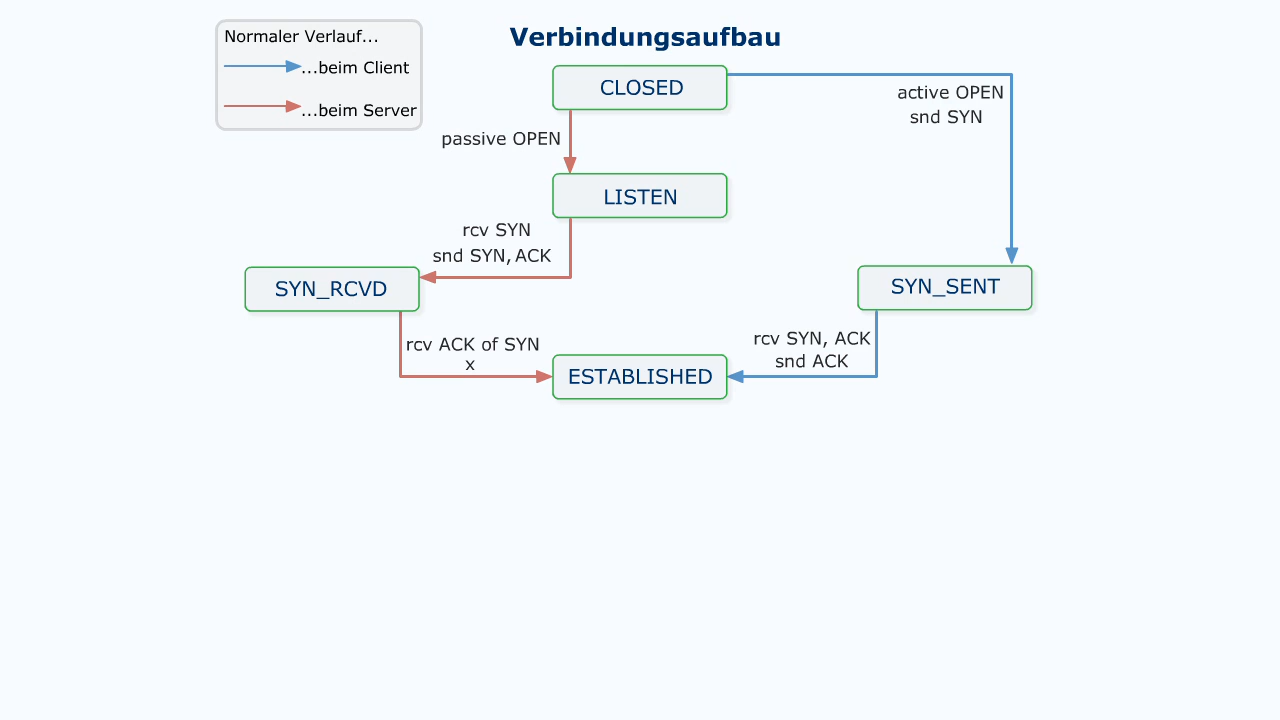 Verbindungsaufbau
Normaler Verlauf...
...beim Client
...beim Server
CLOSED
active OPEN
snd SYN
passive OPEN
LISTEN
rcv SYN
snd SYN, ACK
SYN_RCVD
SYN_SENT
rcv ACK of SYN
x
rcv SYN, ACK
snd ACK
ESTABLISHED